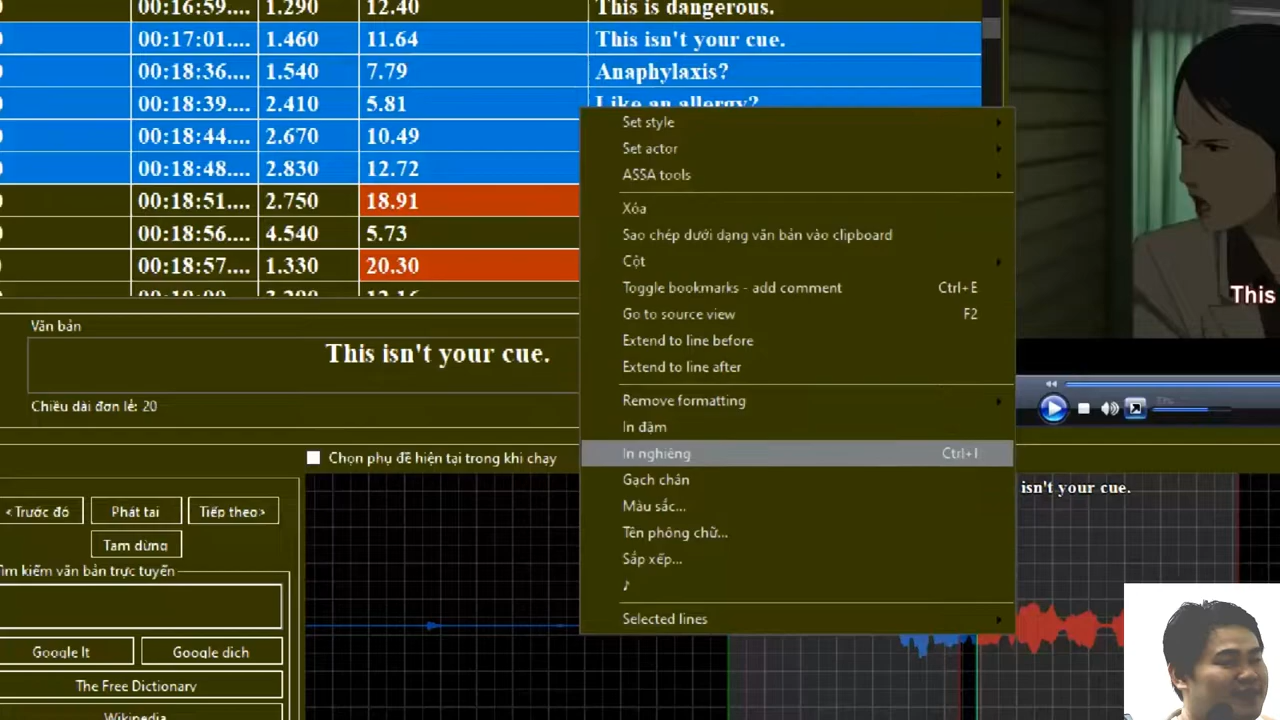 00:16:59... 1.290 12.40 This is dangerous.
00:17:01.... 1.460 11.64 This isn't your cue.
00:18:36.... 1.540 7.79 Anaphylaxis?
00:18:39.... 2.410 5.81 Like an allergy?
00:18:44.... 2.670 10.49
00:18:48.... 2.830 12.72
00:18:51.... 2.750 18.91
00:18:56.... 4.540 5.73
00:18:57.... 1.330 20.30
Set style
Set actor
ASSA tools
Xóa
Sao chép dưới dạng văn bản vào clipboard
Cột
Toggle bookmarks - add comment Ctrl+E
Go to source view F2
Extend to line before
Extend to line after
Remove formatting
In đậm
In nghiêng Ctrl+I
Gạch chân
Màu sắc...
Tên phông chữ...
Sắp xếp...
♪
Selected lines
This
Văn bản
This isn't your cue.
Chiều dài đơn lẻ: 20
Chọn phụ đề hiện tại trong khi chạy
isn't your cue.
< Trước đó
Phát lại
Tiếp theo>
Tạm dừng
Tìm kiếm văn bản trực tuyến
Google It
Google dịch
The Free Dictionary
Wikipedia